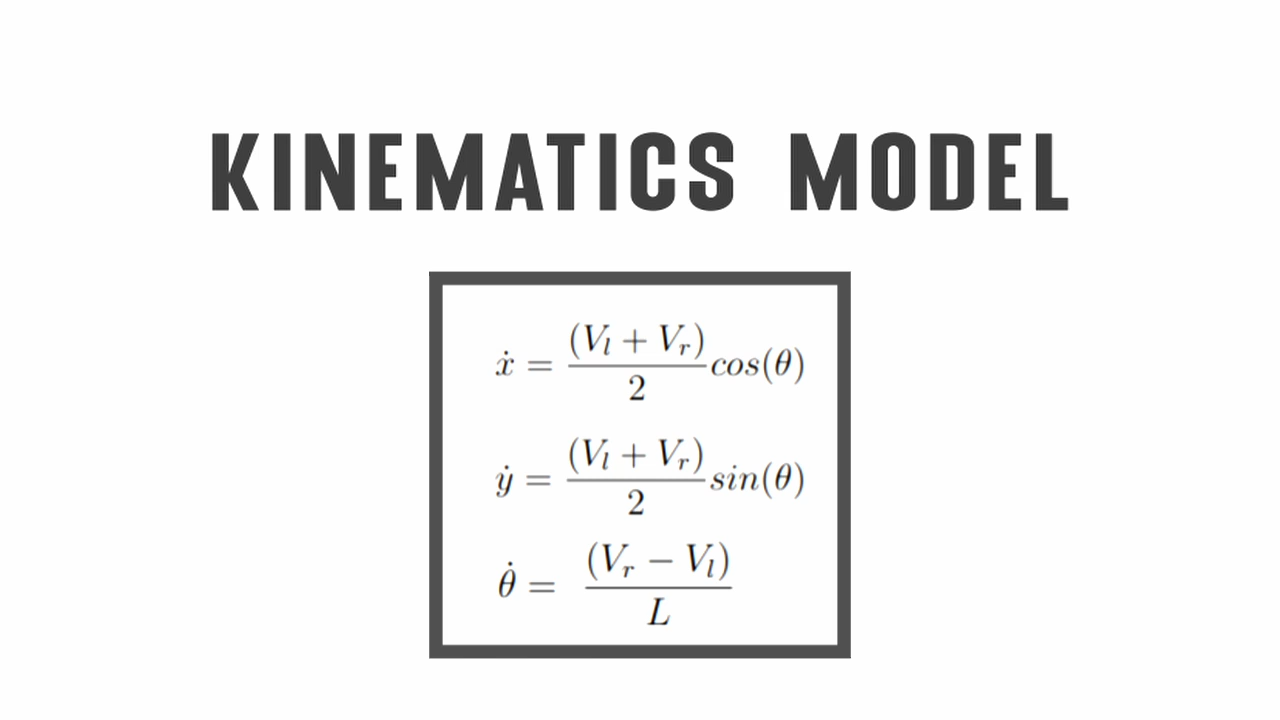 KINEMATICS MODEL
ẋ = (V_l + V_r)/2 cos(θ)
ẏ = (V_l + V_r)/2 sin(θ)
θ̇ = (V_r − V_l)/L